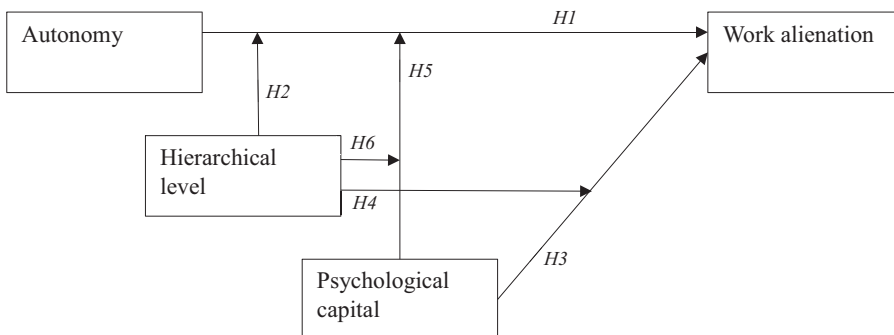 H1
Autonomy
Work alienation
H5
H2
H6
Hierarchical
level
H4
H3
Psychological
capital